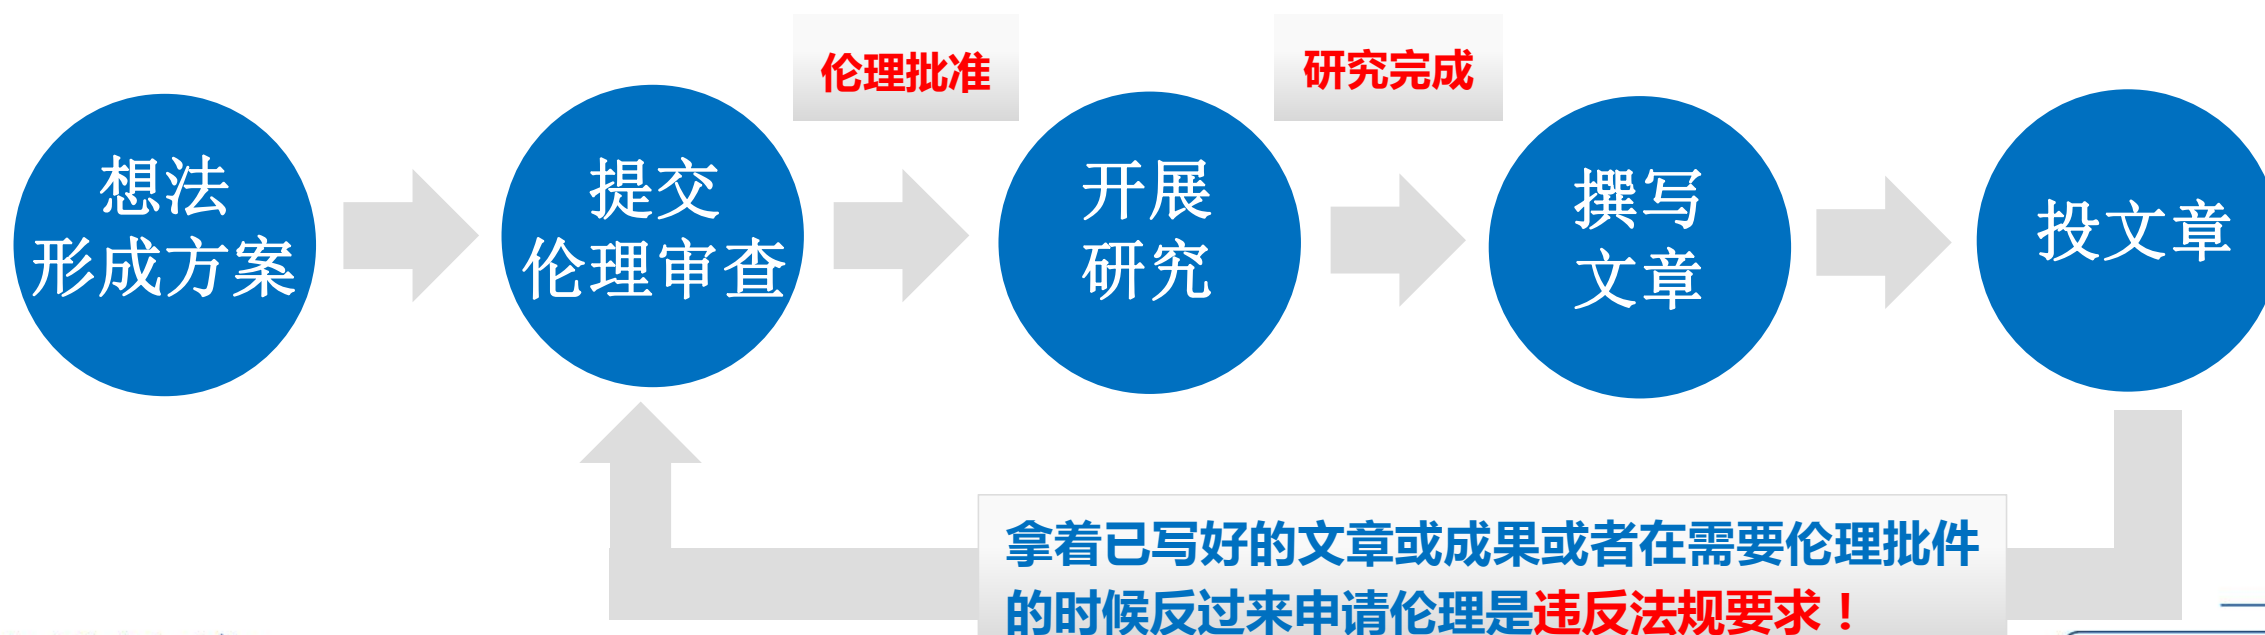 伦理批准
研究完成
想法
形成方案
提交
伦理审查
开展
研究
撰写
文章
投文章
拿着已写好的文章或成果或者在需要伦理批件
的时候反过来申请伦理是违反法规要求！